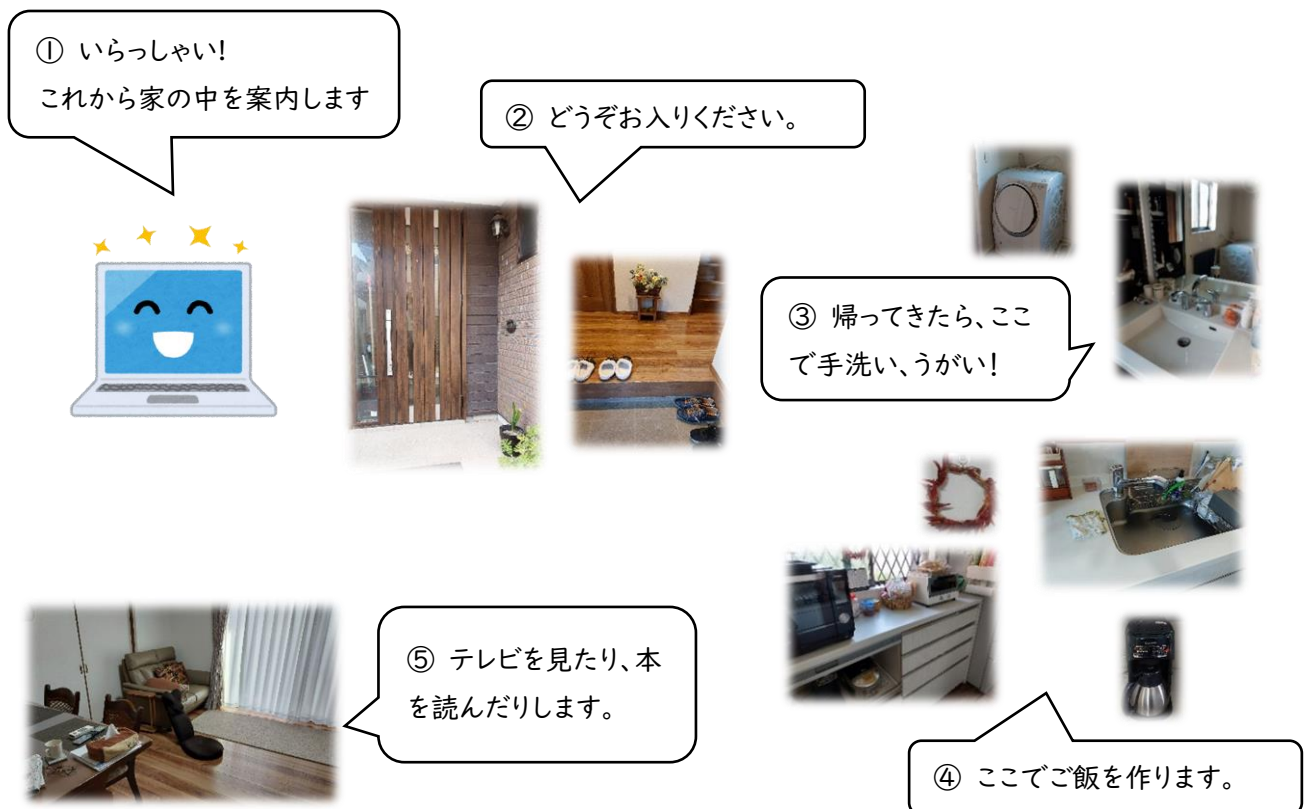 ① いらっしゃい!
これから家の中を案内します
② どうぞお入りください。
③ 帰ってきたら、ここ
で手洗い、うがい!
④ ここでご飯を作ります。
⑤ テレビを見たり、本
を読んだりします。